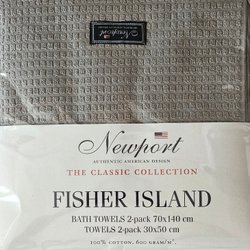 Newport
Newport
AUTHENTIC AMERICAN DESIGN
THE CLASSIC COLLECTION
FISHER ISLAND
BATH TOWELS 2-pack 70x140 cm
TOWELS 2-pack 30x50 cm
100% COTTON. 600 GRAM/M².